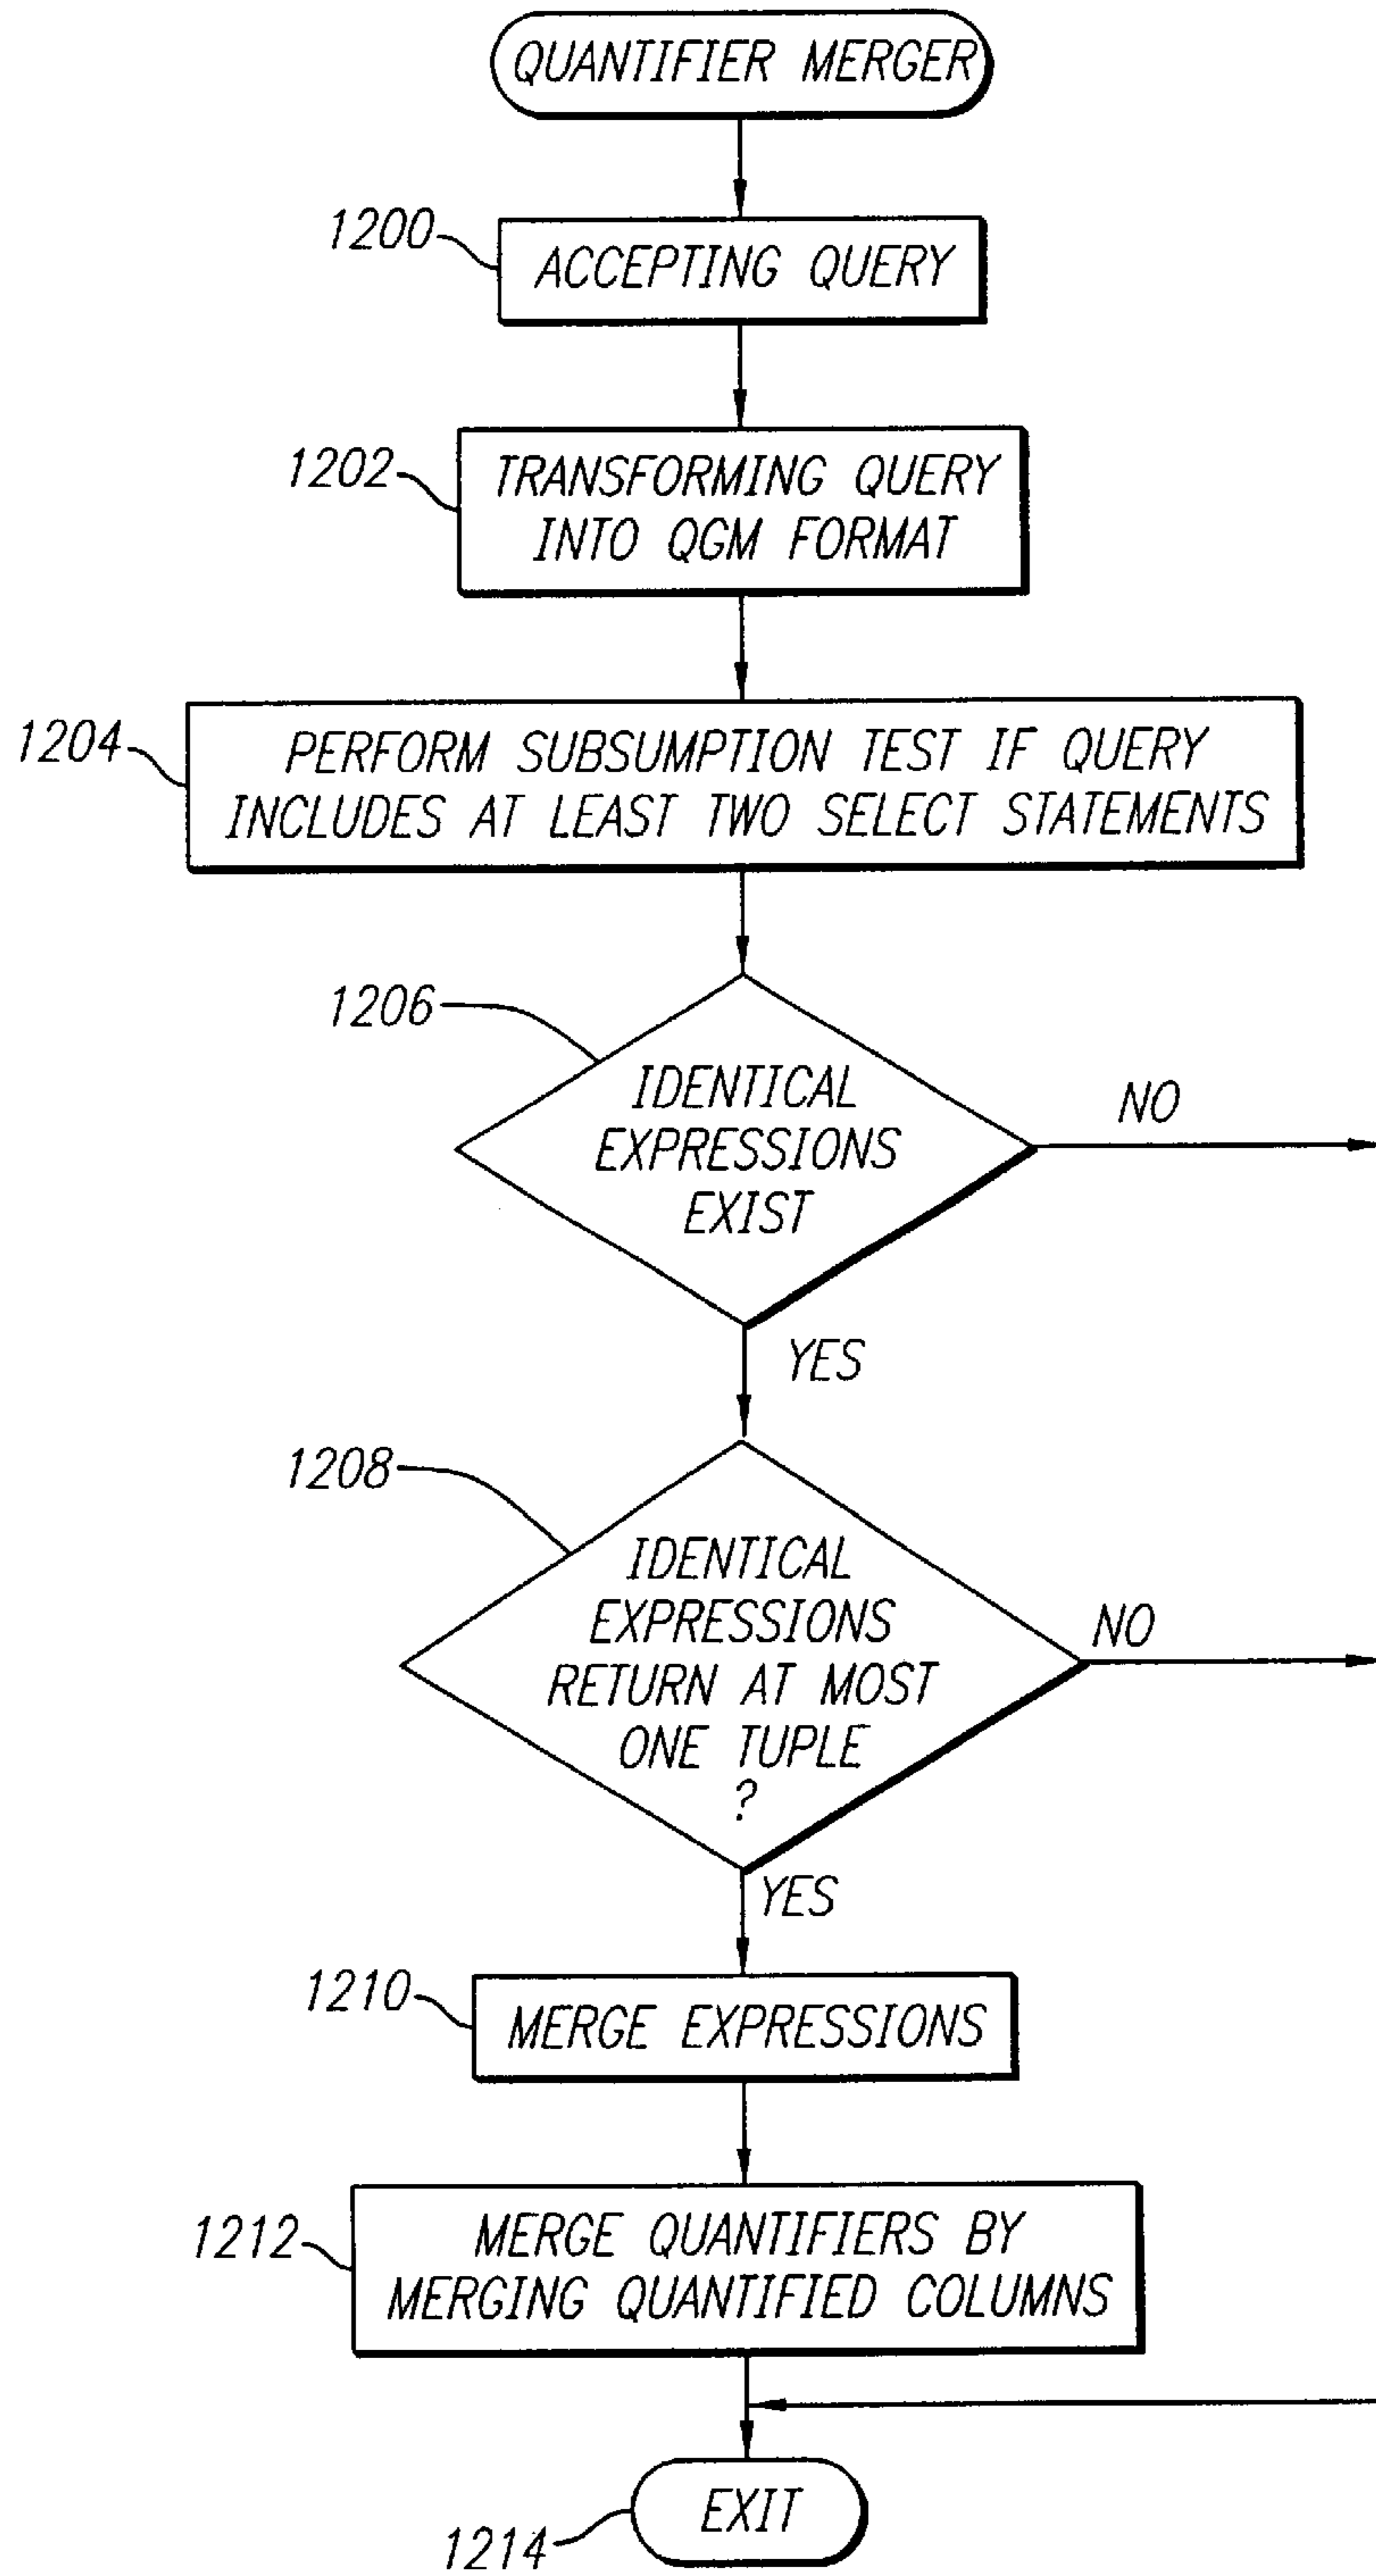 QUANTIFIER MERGER
1200
ACCEPTING QUERY
1202
TRANSFORMING QUERY
INTO QGM FORMAT
1204
PERFORM SUBSUMPTION TEST IF QUERY
INCLUDES AT LEAST TWO SELECT STATEMENTS
1206
IDENTICAL
EXPRESSIONS
EXIST
NO
YES
1208
IDENTICAL
EXPRESSIONS
RETURN AT MOST
ONE TUPLE
?
NO
YES
1210
MERGE EXPRESSIONS
1212
MERGE QUANTIFIERS BY
MERGING QUANTIFIED COLUMNS
EXIT
1214